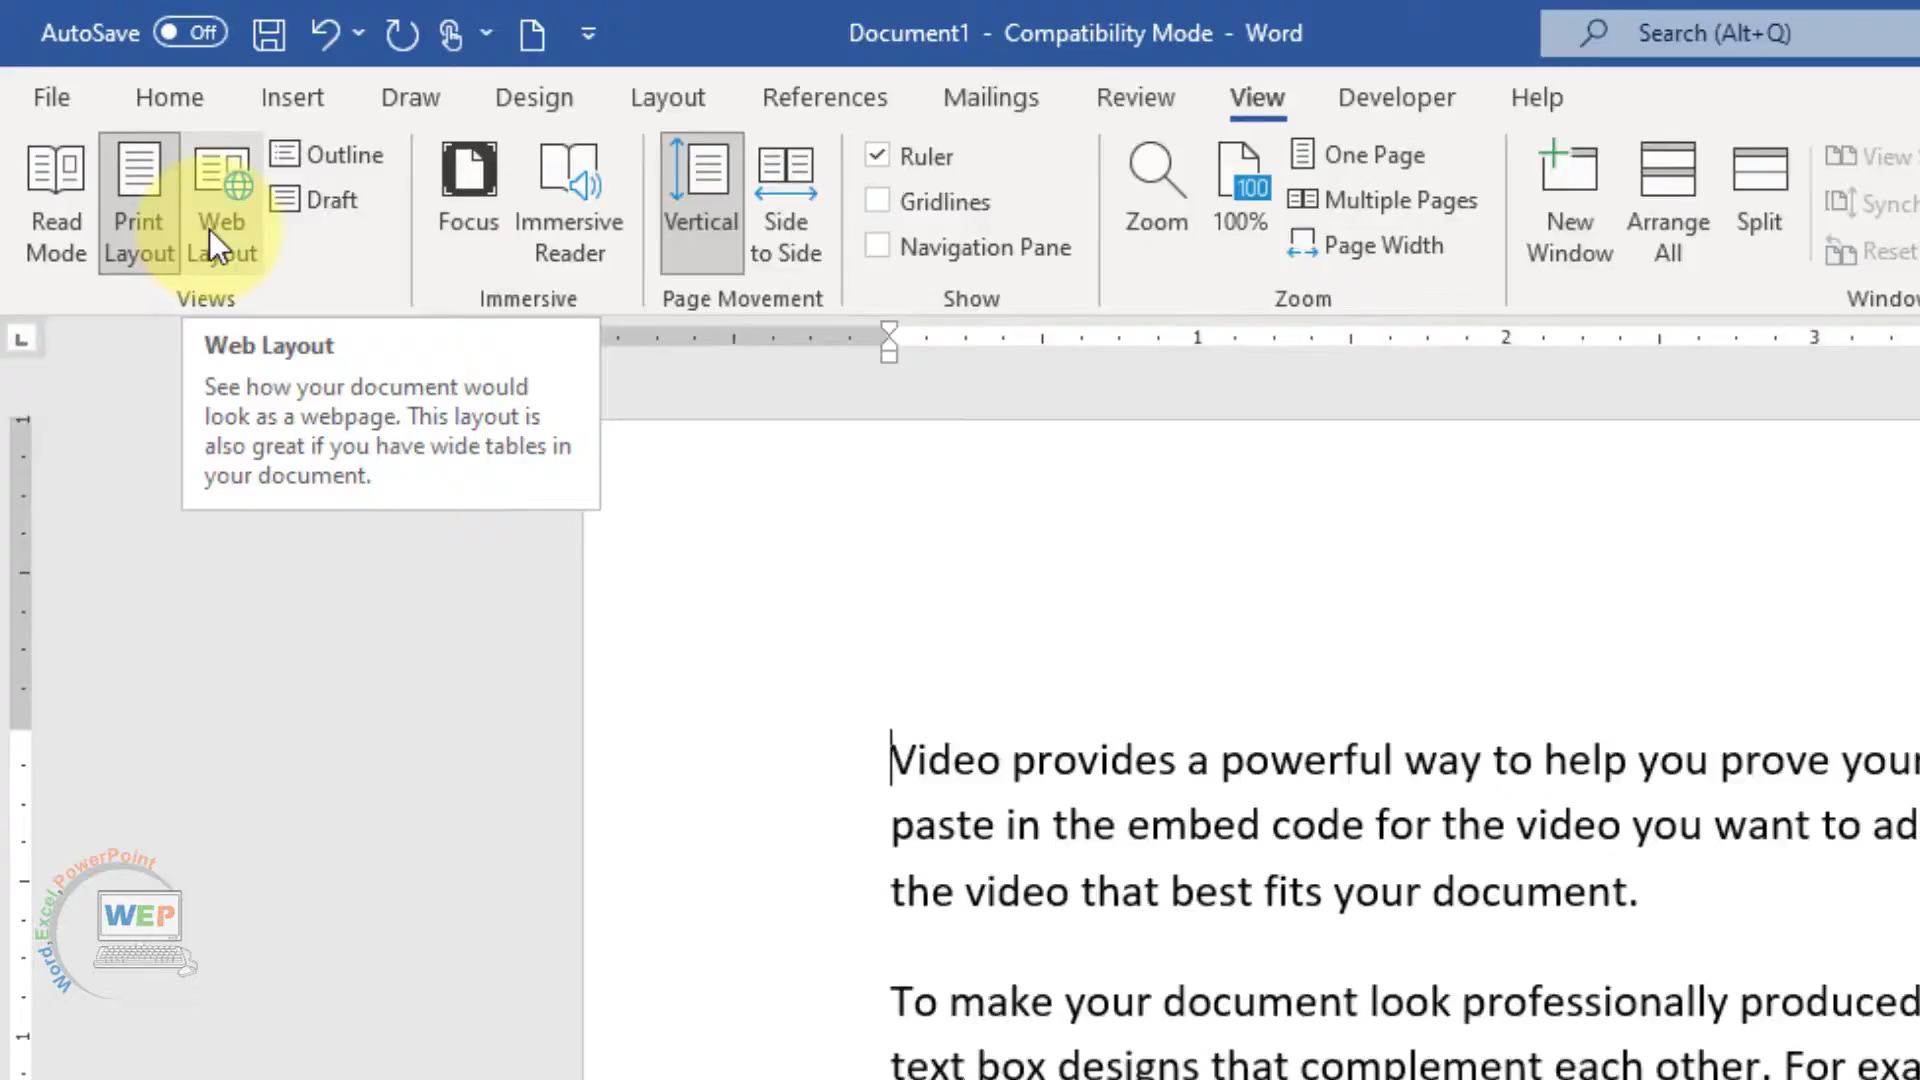 AutoSave Off Document1 - Compatibility Mode - Word Search (Alt+Q)
File Home Insert Draw Design Layout References Mailings Review View Developer Help
Read Mode
Print Layout
Web Layout
Outline
Draft
Views
Focus
Immersive Reader
Immersive
Vertical
Side to Side
Page Movement
Ruler
Gridlines
Navigation Pane
Show
Zoom
100
100%
One Page
Multiple Pages
Page Width
Zoom
New Window
Arrange All
Split
View
Synch
Reset
Window
Web Layout
See how your document would
look as a webpage. This layout is
also great if you have wide tables in
your document.
L
1 2 3
1
1
Video provides a powerful way to help you prove your
paste in the embed code for the video you want to ad
the video that best fits your document.
To make your document look professionally produced
text box designs that complement each other. For exa
Word,Excel,PowerPoint
WEP